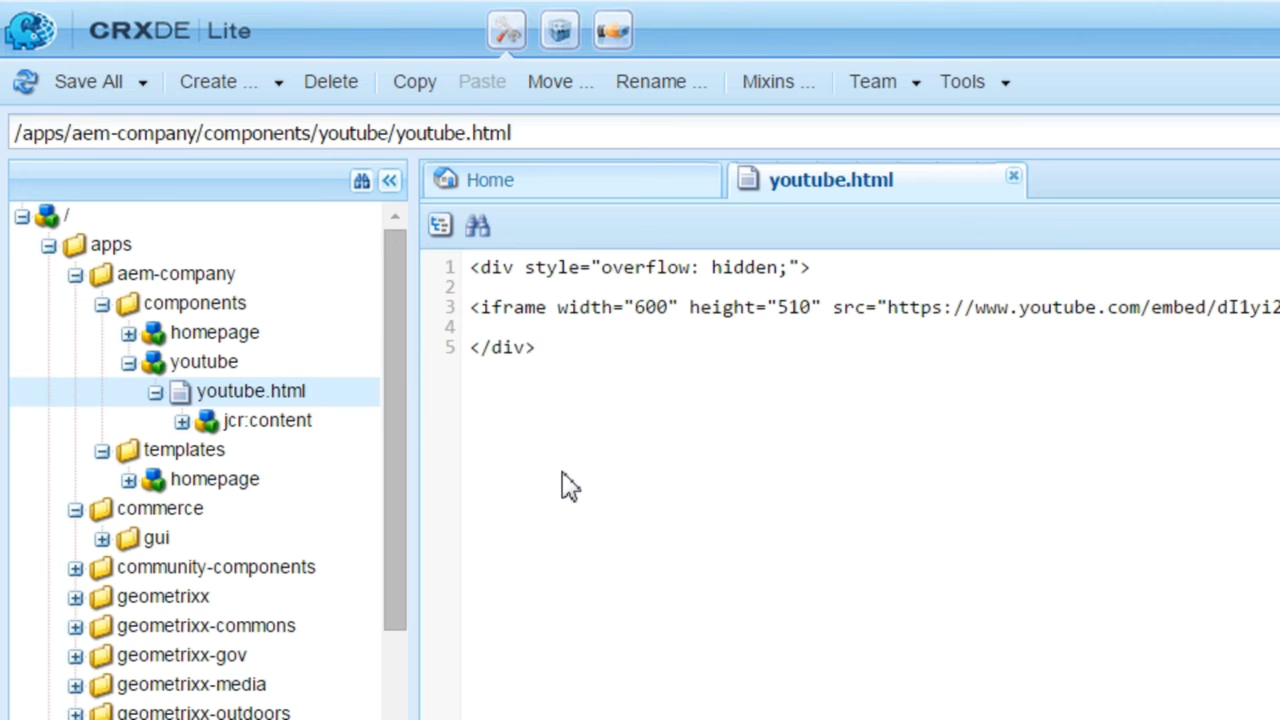 CRXDE | Lite
Save All Create ... Delete Copy Paste Move ... Rename ... Mixins ... Team Tools
/apps/aem-company/components/youtube/youtube.html
Home youtube.html
/
apps
aem-company
components
homepage
youtube
youtube.html
jcr:content
templates
homepage
commerce
gui
community-components
geometrixx
geometrixx-commons
geometrixx-gov
geometrixx-media
geometrixx-outdoors
1 <div style="overflow: hidden;">
2
3 <iframe width="600" height="510" src="https://www.youtube.com/embed/dI1yi2
4
5 </div>